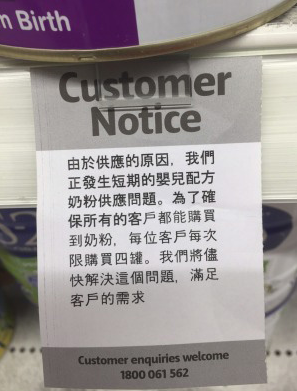 m Birth
Customer
Notice
由於供應的原因，我們
正發生短期的嬰兒配方
奶粉供應問題。為了確
保所有的客戶都能購買
到奶粉，每位客戶每次
限購買四罐。我們將儘
快解決這個問題，滿足
客戶的需求
Customer enquiries welcome
1800 061 562